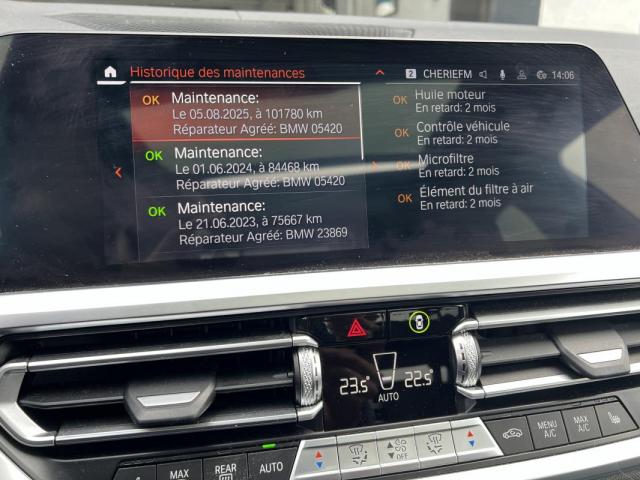 Historique des maintenances
2 CHERIEFM 14:06
OK Maintenance:
Le 05.08.2025, à 101780 km
Réparateur Agréé: BMW 05420
OK Maintenance:
Le 01.06.2024, à 84468 km
Réparateur Agréé: BMW 05420
OK Maintenance:
Le 21.06.2023, à 75667 km
Réparateur Agréé: BMW 23869
OK Huile moteur
En retard: 2 mois
OK Contrôle véhicule
En retard: 2 mois
OK Microfiltre
En retard: 2 mois
OK Élément du filtre à air
En retard: 2 mois
23.5° 22.5°
AUTO
MAX
REAR
AUTO
OFF
MENU
A/C
MAX
A/C